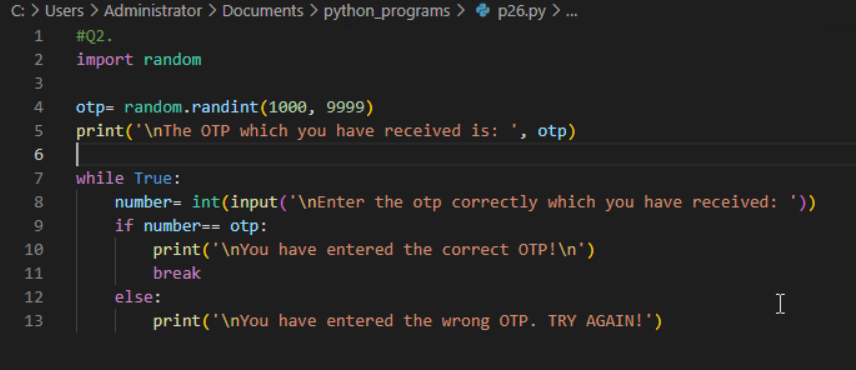 C: > Users > Administrator > Documents > python_programs > p26.py > ...
1 #Q2.
2 import random
3
4 otp= random.randint(1000, 9999)
5 print('\nThe OTP which you have received is: ', otp)
6
7 while True:
8     number= int(input('\nEnter the otp correctly which you have received: '))
9     if number== otp:
10         print('\nYou have entered the correct OTP!\n')
11         break
12     else:
13         print('\nYou have entered the wrong OTP. TRY AGAIN!')